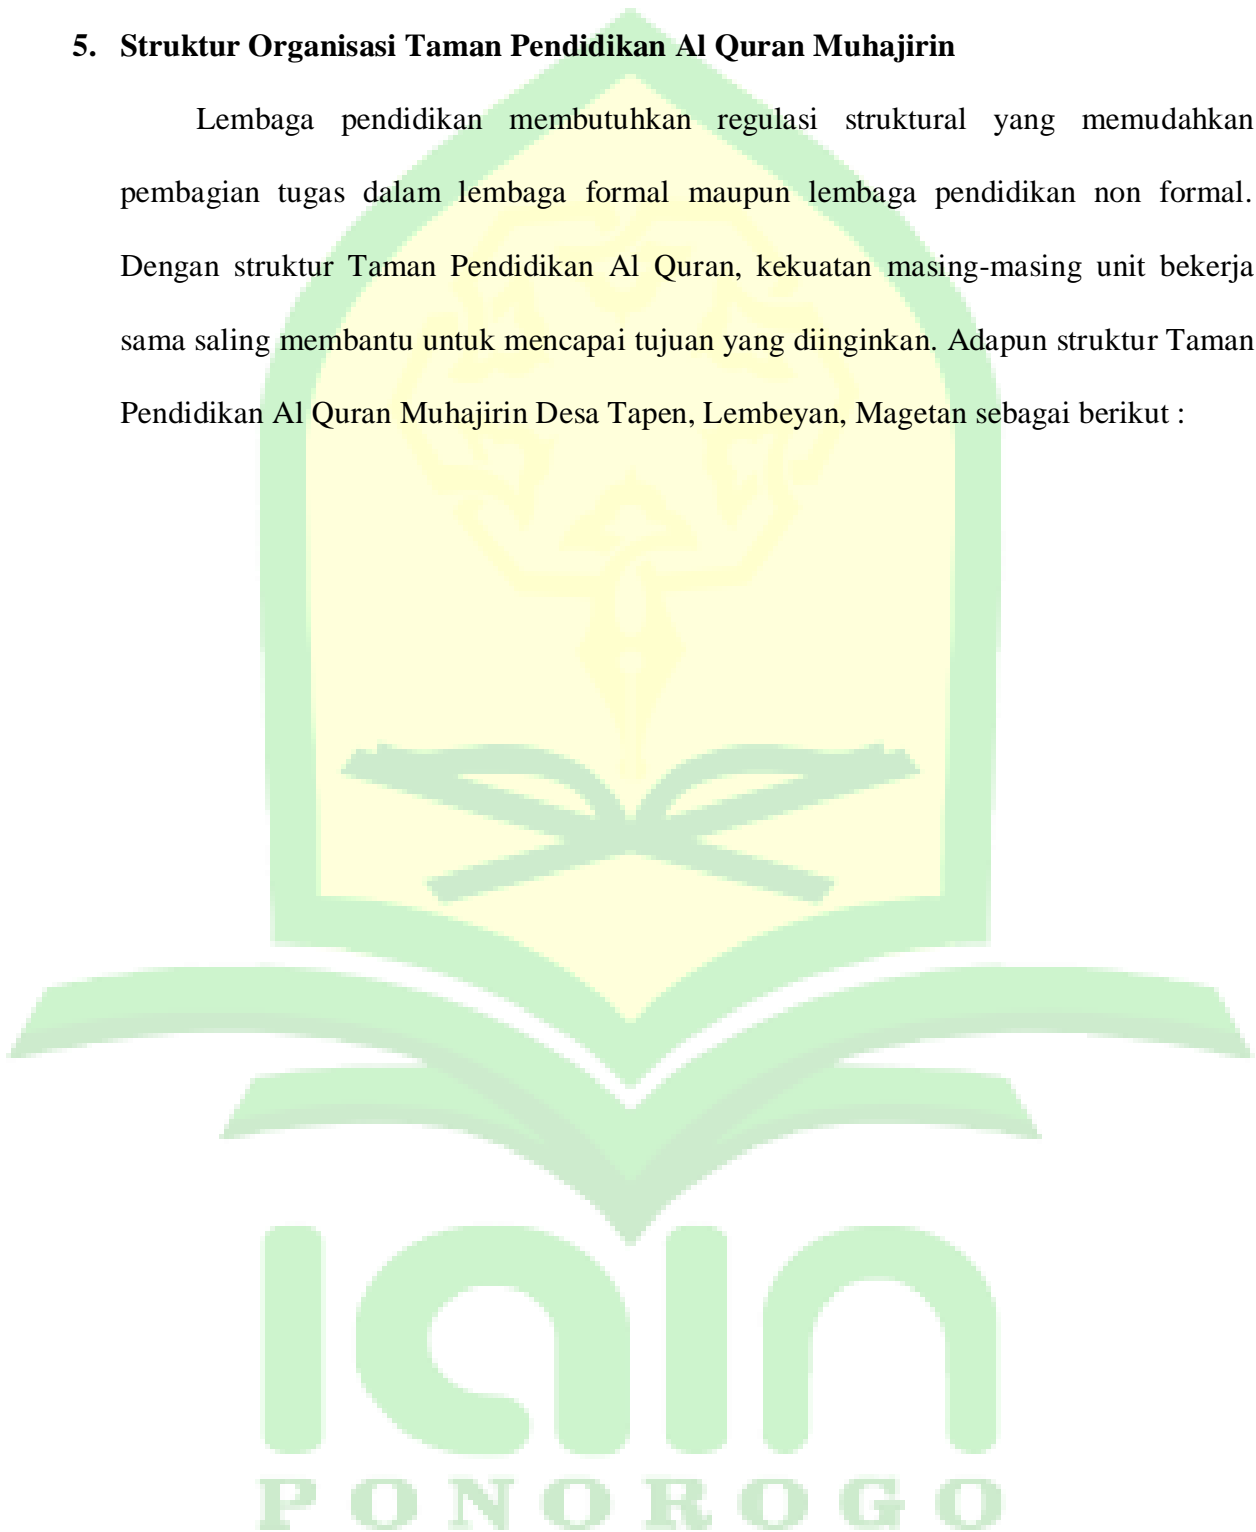 5. Struktur Organisasi Taman Pendidikan Al Quran Muhajirin
Lembaga pendidikan membutuhkan regulasi struktural yang memudahkan
pembagian tugas dalam lembaga formal maupun lembaga pendidikan non formal.
Dengan struktur Taman Pendidikan Al Quran, kekuatan masing-masing unit bekerja
sama saling membantu untuk mencapai tujuan yang diinginkan. Adapun struktur Taman
Pendidikan Al Quran Muhajirin Desa Tapen, Lembeyan, Magetan sebagai berikut :
iain
PONOROGO